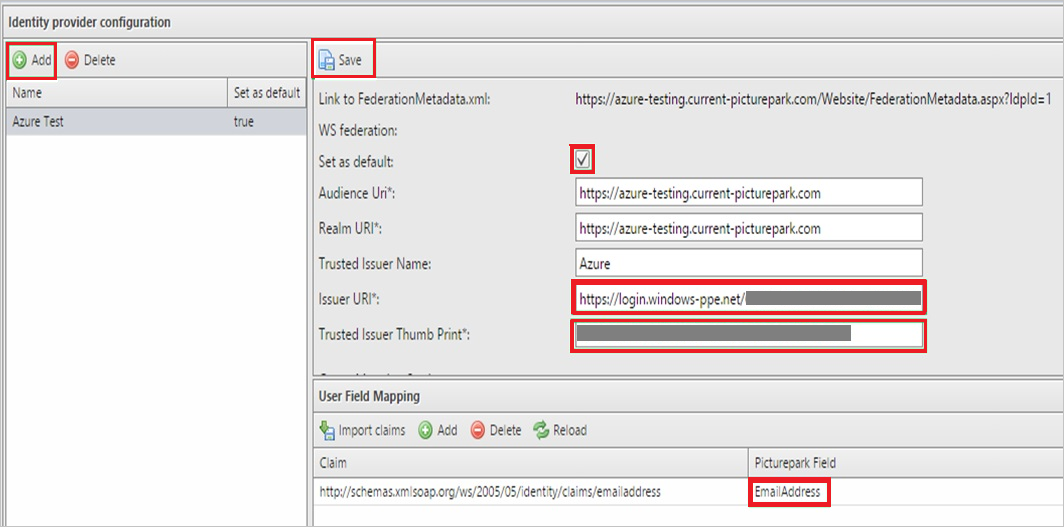 Identity provider configuration
Add Delete
Name Set as default
Azure Test true
Save
Link to FederationMetadata.xml: https://azure-testing.current-picturepark.com/Website/FederationMetadata.aspx?IdpId=1
WS federation:
Set as default:
Audience Uri*: https://azure-testing.current-picturepark.com
Realm URI*: https://azure-testing.current-picturepark.com
Trusted Issuer Name: Azure
Issuer URI*: https://login.windows-ppe.net/
Trusted Issuer Thumb Print*:
User Field Mapping
Import claims Add Delete Reload
Claim Picturepark Field
http://schemas.xmlsoap.org/ws/2005/05/identity/claims/emailaddress EmailAddress